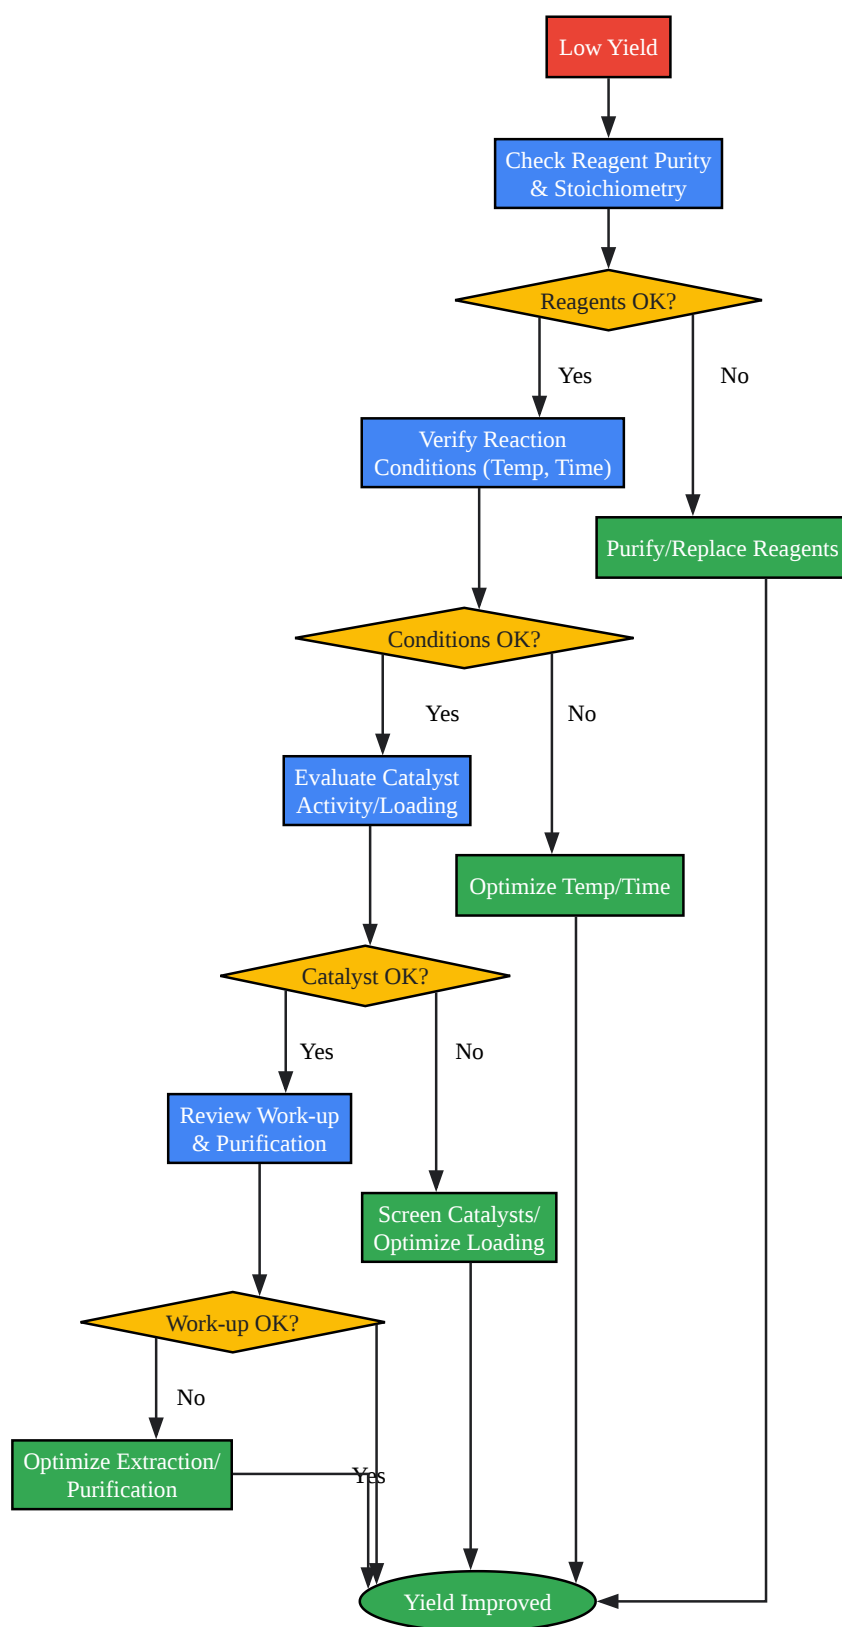 Low Yield
Check Reagent Purity
& Stoichiometry
Reagents OK?
Yes
No
Verify Reaction
Conditions (Temp, Time)
Purify/Replace Reagents
Conditions OK?
Yes
No
Evaluate Catalyst
Activity/Loading
Optimize Temp/Time
Catalyst OK?
Yes
No
Review Work-up
& Purification
Screen Catalysts/
Optimize Loading
Work-up OK?
No
Optimize Extraction/
Purification
Yes
Yield Improved